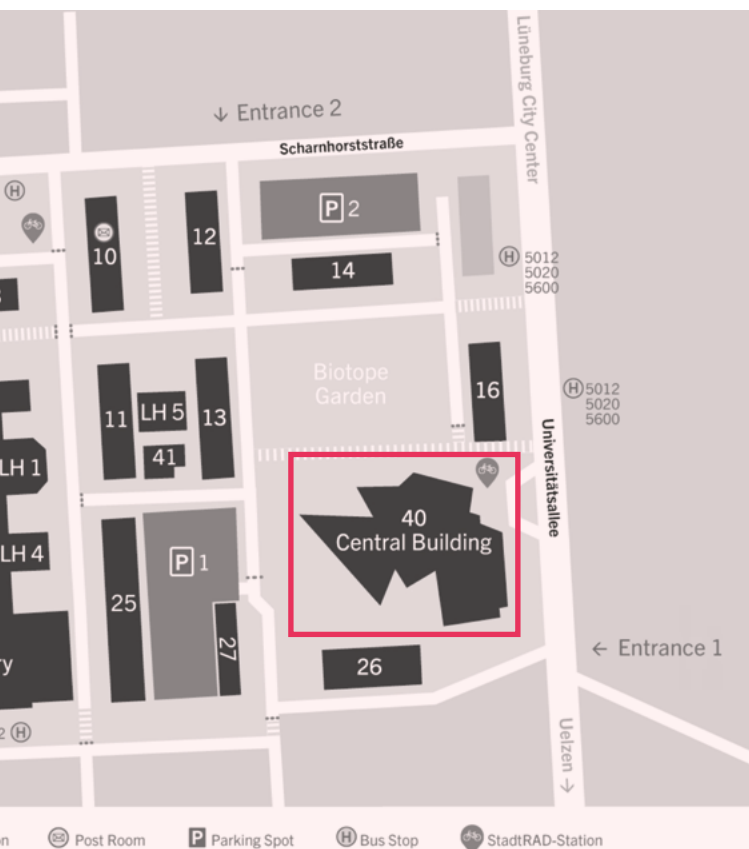 ↓ Entrance 2
Scharnhorststraße
Lüneburg City Center
H
P 2
10
12
14
H 5012
5020
5600
Biotope
Garden
16
H 5012
5020
5600
11
LH 5
13
41
LH 1
Universitätsallee
40
Central Building
LH 4
P 1
25
27
26
← Entrance 1
H
Uelzen →
Post Room
P Parking Spot
H Bus Stop
StadtRAD-Station